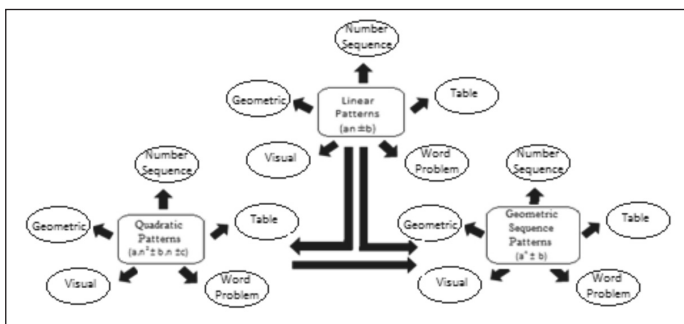 Number
Sequence
Geometric
Linear
Patterns
(an ±b)
Table
Visual
Word
Problem
Number
Sequence
Geometric
Quadratic
Patterns
(a.n² ± b.n ±c)
Table
Visual
Word
Problem
Number
Sequence
Geometric
Geometric
Sequence
Patterns
(aⁿ ± b)
Table
Visual
Word
Problem